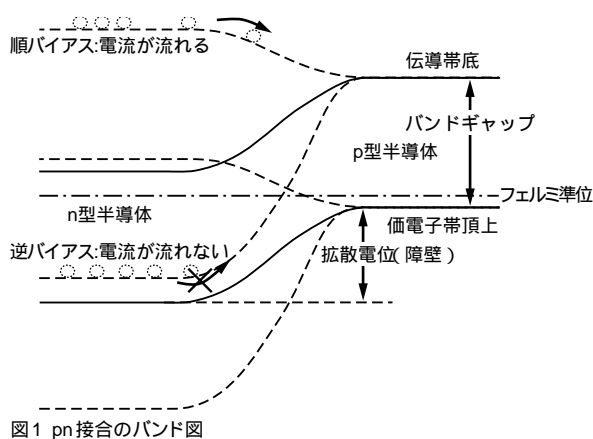 順バイアス:電流が流れる
伝導帯底
バンドギャップ
p型半導体
フェルミ準位
n型半導体
価電子帯頂上
逆バイアス:電流が流れない
拡散電位(障壁)
図1 pn接合のバンド図